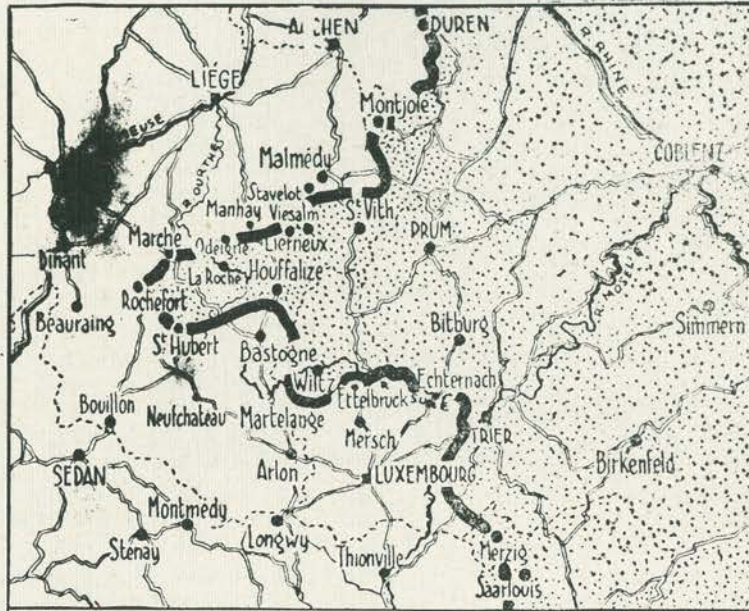 AACHEN
DÜREN
LIÉGE
R. RHINE
Montjoie
MEUSE
R. OURTHE
Malmédy
COBLENZ
Stavelot
Manhay
Viesalm
St Vith
Odeigne
Lierneux
PRUM
Dinant
Marche
La Roche
Houffalize
R. MOSELLE
Rochefort
Beauraing
St Hubert
Bitburg
Simmern
Bastogne
Wiltz
Echternach
Ettelbruck
SURE
Neufchateau
Bouillon
Martelange
Mersch
TRIER
Birkenfeld
SEDAN
Arlon
LUXEMBOURG
Montmédy
Stenay
Longwy
Thionville
Merzig
Saarlouis